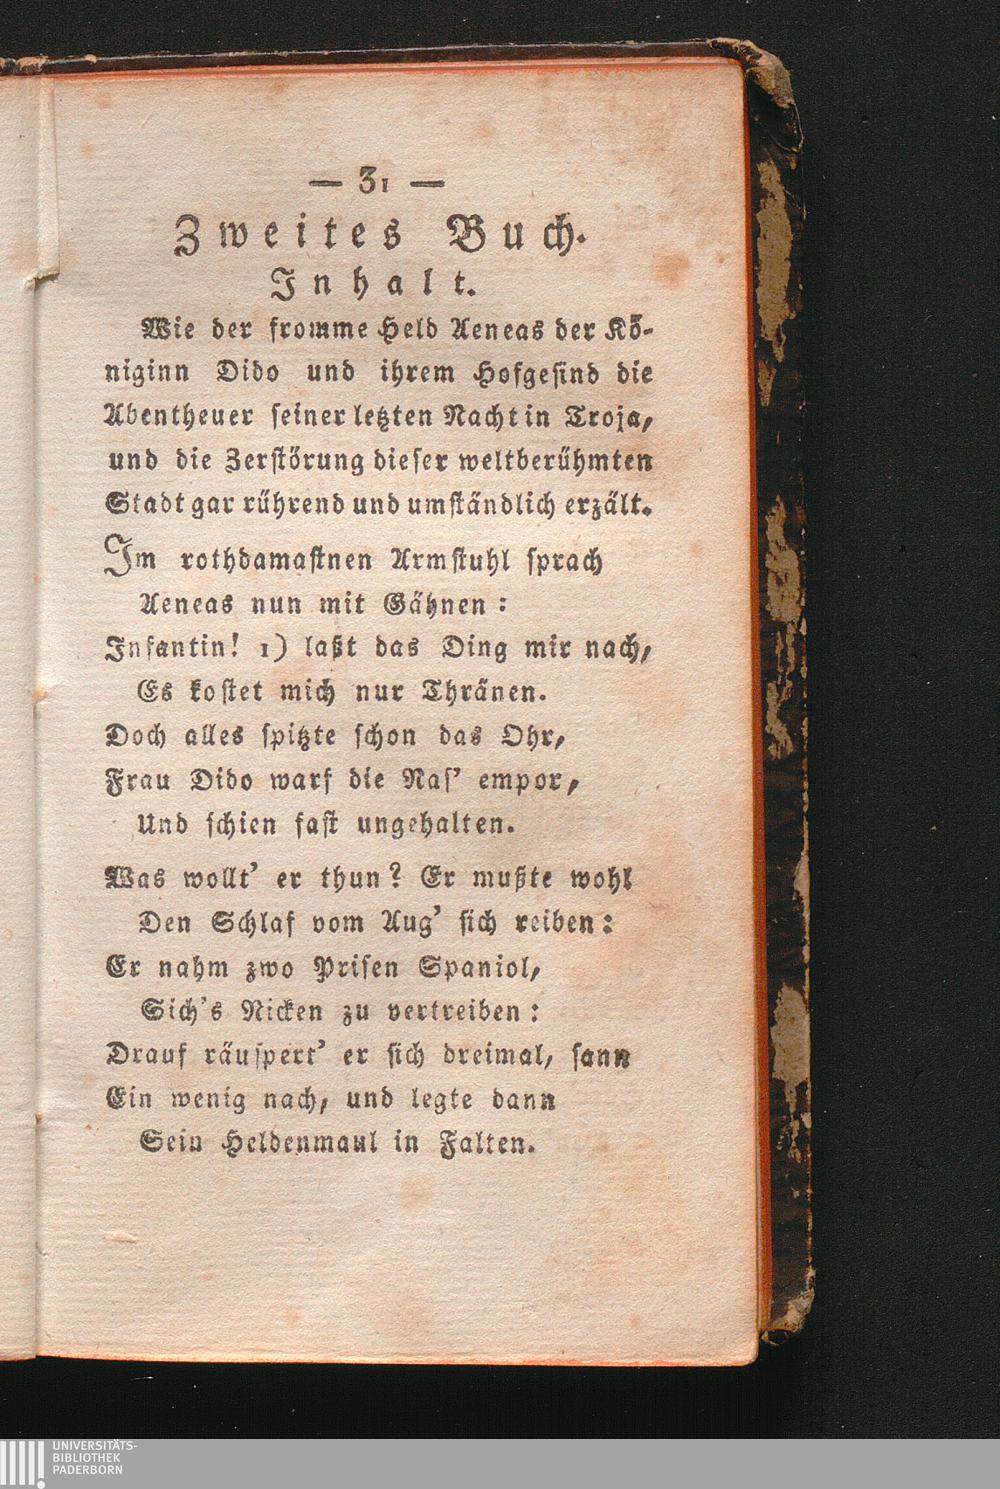 — 31 —
Zweites Buch.
Inhalt.
Wie der fromme Held Aeneas der Kö-
niginn Dido und ihrem Hofgesind die
Abentheuer seiner letzten Nacht in Troja,
und die Zerstörung dieser weltberühmten
Stadt gar rührend und umständlich erzält.
Im rothdamastnen Armstuhl sprach
Aeneas nun mit Gähnen:
Infantin! 1) laßt das Ding mir nach,
Es kostet mich nur Thränen.
Doch alles spitzte schon das Ohr,
Frau Dido warf die Nas' empor,
Und schien fast ungehalten.
Was wollt' er thun? Er mußte wohl
Den Schlaf vom Aug' sich reiben:
Er nahm zwo Prisen Spaniol,
Sich's Nicken zu vertreiben:
Drauf räuspert' er sich dreimal, sann
Ein wenig nach, und legte dann
Sein Heldenmaul in Falten.
UNIVERSITÄTS-
BIBLIOTHEK
PADERBORN